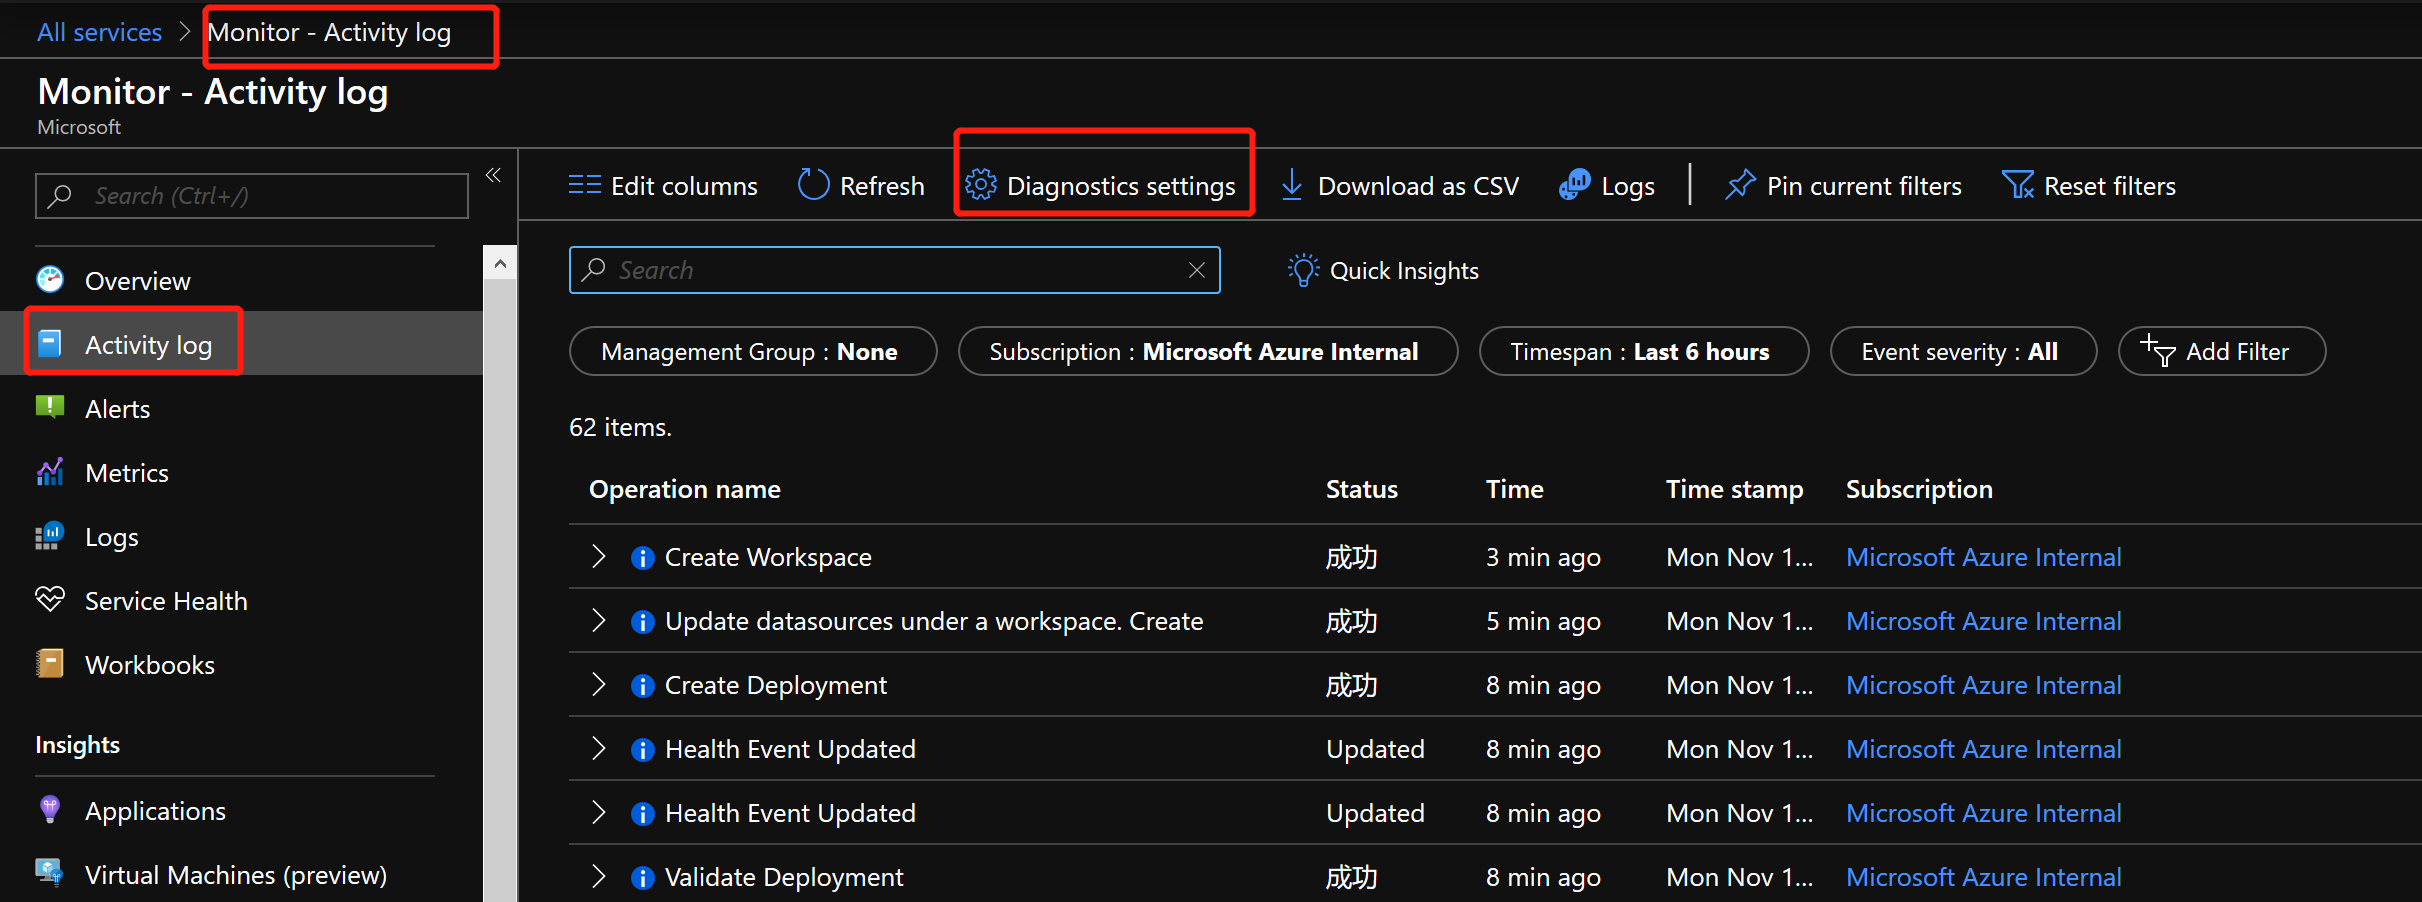 All services > Monitor - Activity log
Monitor - Activity log
Microsoft
Search (Ctrl+/)
Overview
Activity log
Alerts
Metrics
Logs
Service Health
Workbooks
Insights
Applications
Virtual Machines (preview)
Edit columns Refresh Diagnostics settings Download as CSV Logs Pin current filters Reset filters
Search Quick Insights
Management Group : None Subscription : Microsoft Azure Internal Timespan : Last 6 hours Event severity : All Add Filter
62 items.
Operation name Status Time Time stamp Subscription
Create Workspace 成功 3 min ago Mon Nov 1... Microsoft Azure Internal
Update datasources under a workspace. Create 成功 5 min ago Mon Nov 1... Microsoft Azure Internal
Create Deployment 成功 8 min ago Mon Nov 1... Microsoft Azure Internal
Health Event Updated Updated 8 min ago Mon Nov 1... Microsoft Azure Internal
Health Event Updated Updated 8 min ago Mon Nov 1... Microsoft Azure Internal
Validate Deployment 成功 8 min ago Mon Nov 1... Microsoft Azure Internal